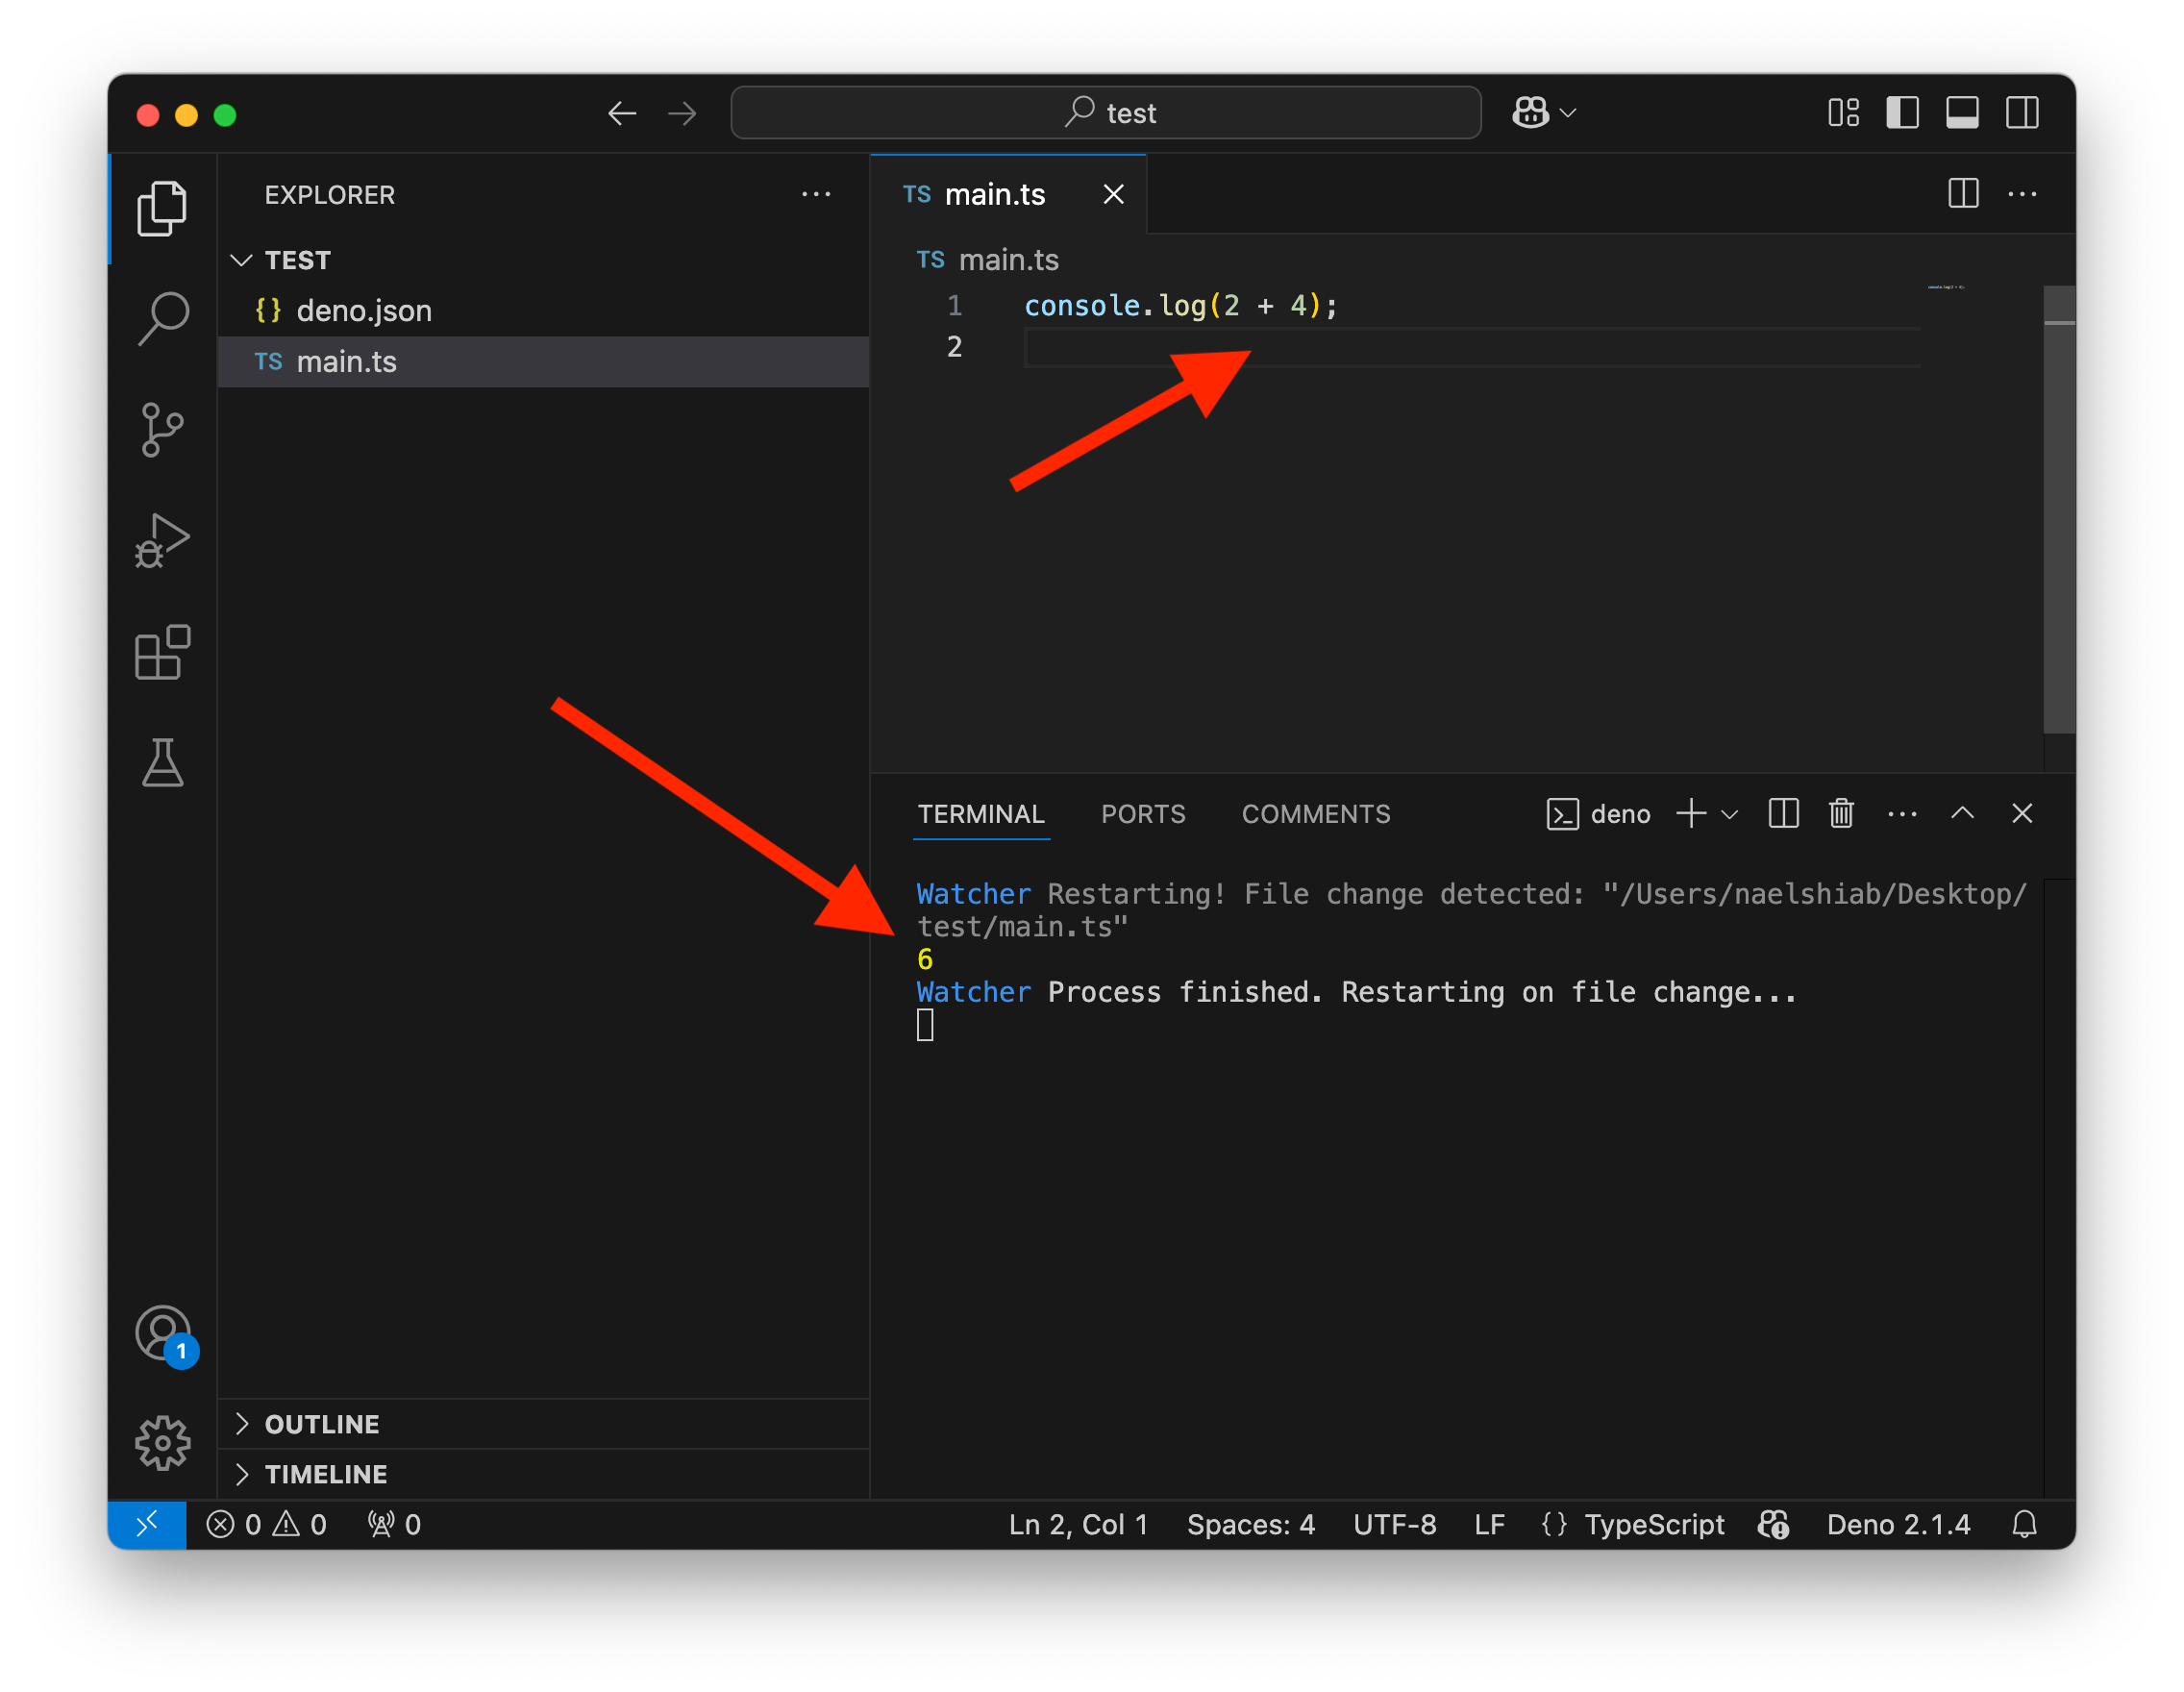 test
EXPLORER
TEST
{} deno.json
TS main.ts
TS main.ts
TS main.ts
1 console.log(2 + 4);
2
TERMINAL PORTS COMMENTS deno
Watcher Restarting! File change detected: "/Users/naelshiab/Desktop/
test/main.ts"
6
Watcher Process finished. Restarting on file change...
1
OUTLINE
TIMELINE
0 0 0 Ln 2, Col 1 Spaces: 4 UTF-8 LF {} TypeScript Deno 2.1.4